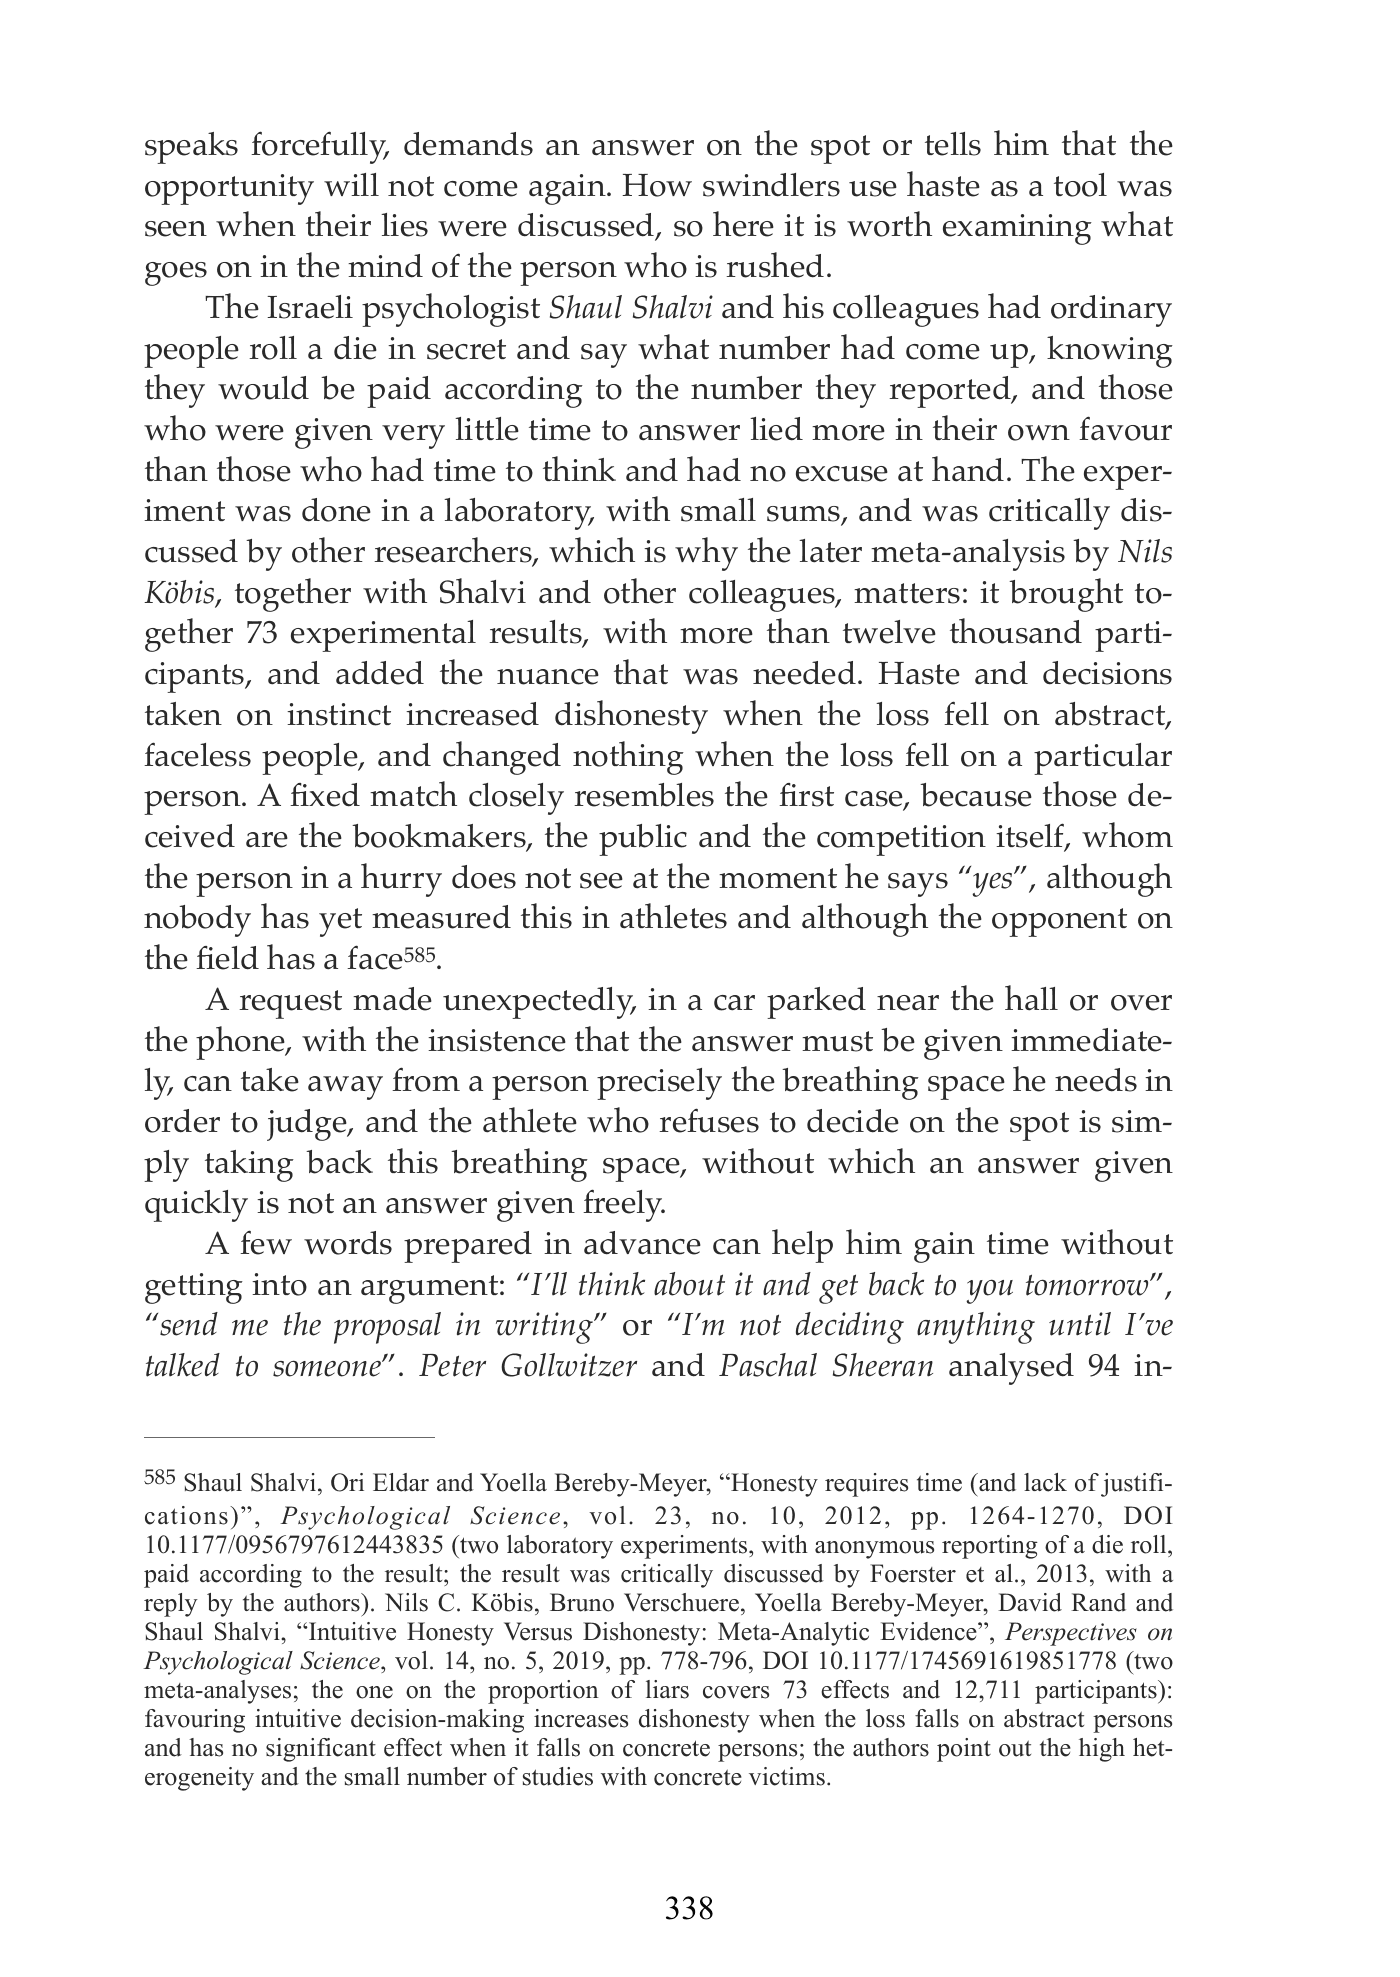 speaks forcefully, demands an answer on the spot or tells him that the
opportunity will not come again. How swindlers use haste as a tool was
seen when their lies were discussed, so here it is worth examining what
goes on in the mind of the person who is rushed.
The Israeli psychologist Shaul Shalvi and his colleagues had ordinary
people roll a die in secret and say what number had come up, knowing
they would be paid according to the number they reported, and those
who were given very little time to answer lied more in their own favour
than those who had time to think and had no excuse at hand. The exper-
iment was done in a laboratory, with small sums, and was critically dis-
cussed by other researchers, which is why the later meta-analysis by Nils
Köbis, together with Shalvi and other colleagues, matters: it brought to-
gether 73 experimental results, with more than twelve thousand parti-
cipants, and added the nuance that was needed. Haste and decisions
taken on instinct increased dishonesty when the loss fell on abstract,
faceless people, and changed nothing when the loss fell on a particular
person. A fixed match closely resembles the first case, because those de-
ceived are the bookmakers, the public and the competition itself, whom
the person in a hurry does not see at the moment he says “yes”, although
nobody has yet measured this in athletes and although the opponent on
the field has a face585.
A request made unexpectedly, in a car parked near the hall or over
the phone, with the insistence that the answer must be given immediate-
ly, can take away from a person precisely the breathing space he needs in
order to judge, and the athlete who refuses to decide on the spot is sim-
ply taking back this breathing space, without which an answer given
quickly is not an answer given freely.
A few words prepared in advance can help him gain time without
getting into an argument: “I’ll think about it and get back to you tomorrow”,
“send me the proposal in writing” or “I’m not deciding anything until I’ve
talked to someone”. Peter Gollwitzer and Paschal Sheeran analysed 94 in-
585 Shaul Shalvi, Ori Eldar and Yoella Bereby-Meyer, “Honesty requires time (and lack of justifi-
cations)”, Psychological Science, vol. 23, no. 10, 2012, pp. 1264-1270, DOI
10.1177/0956797612443835 (two laboratory experiments, with anonymous reporting of a die roll,
paid according to the result; the result was critically discussed by Foerster et al., 2013, with a
reply by the authors). Nils C. Köbis, Bruno Verschuere, Yoella Bereby-Meyer, David Rand and
Shaul Shalvi, “Intuitive Honesty Versus Dishonesty: Meta-Analytic Evidence”, Perspectives on
Psychological Science, vol. 14, no. 5, 2019, pp. 778-796, DOI 10.1177/1745691619851778 (two
meta-analyses; the one on the proportion of liars covers 73 effects and 12,711 participants):
favouring intuitive decision-making increases dishonesty when the loss falls on abstract persons
and has no significant effect when it falls on concrete persons; the authors point out the high het-
erogeneity and the small number of studies with concrete victims.
338